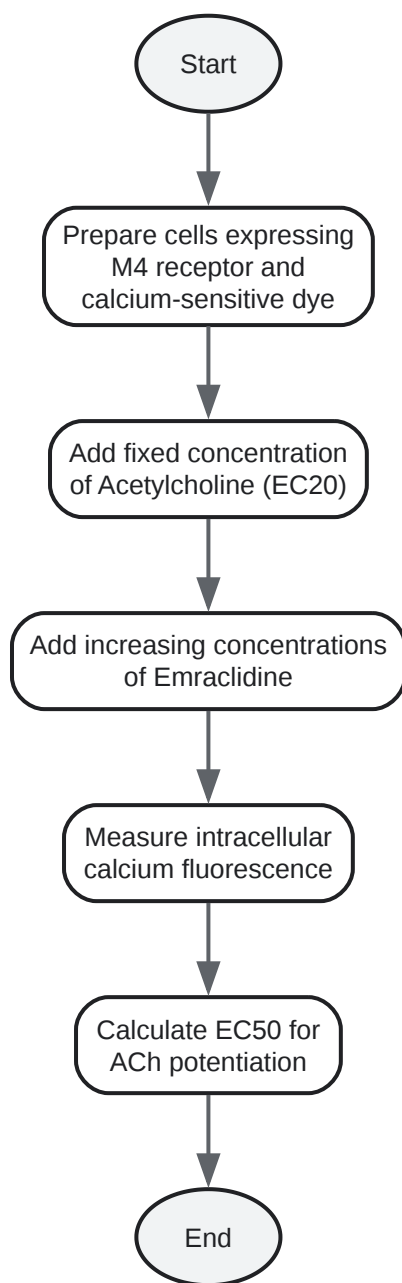 Start
Prepare cells expressing
M4 receptor and
calcium-sensitive dye
Add fixed concentration
of Acetylcholine (EC20)
Add increasing concentrations
of Emraclidine
Measure intracellular
calcium fluorescence
Calculate EC50 for
ACh potentiation
End